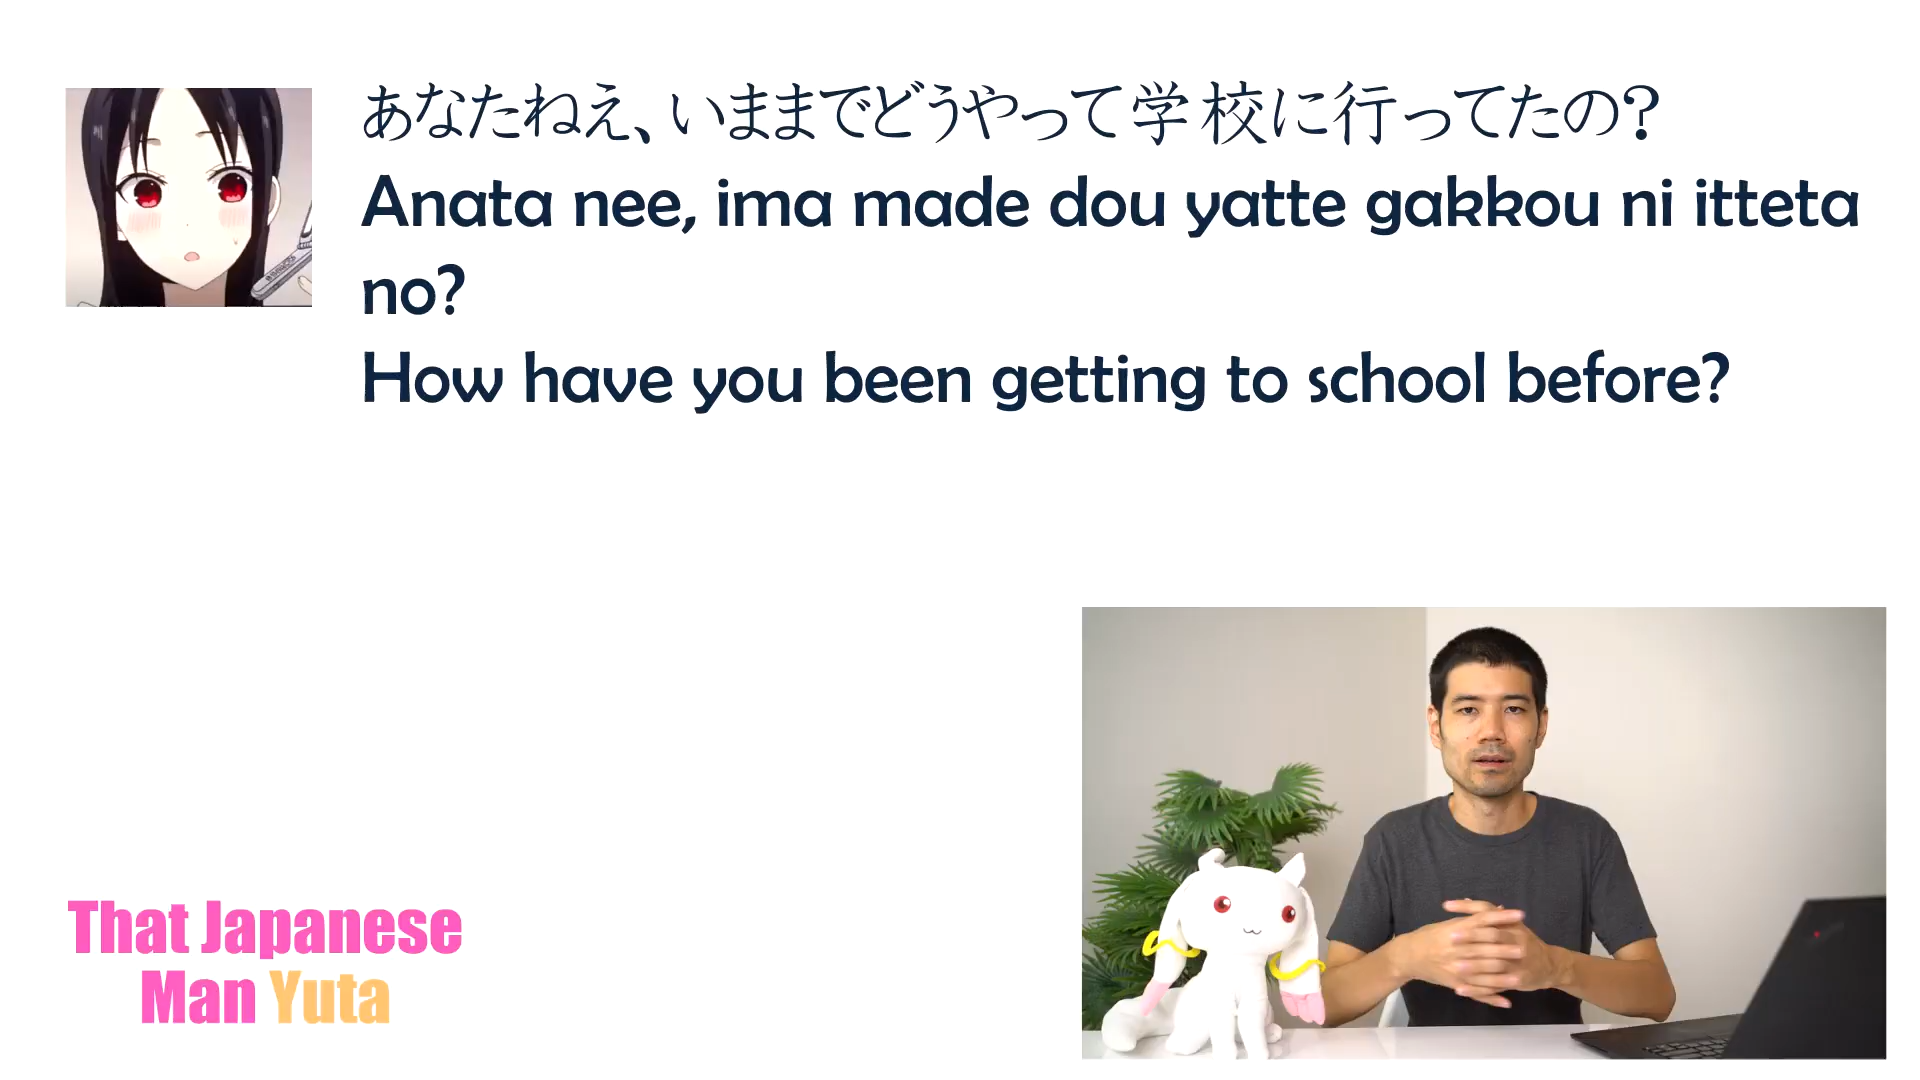 あなたねえ、いままでどうやって学校に行ってたの？
Anata nee, ima made dou yatte gakkou ni itteta
no?
How have you been getting to school before?
That Japanese
Man Yuta